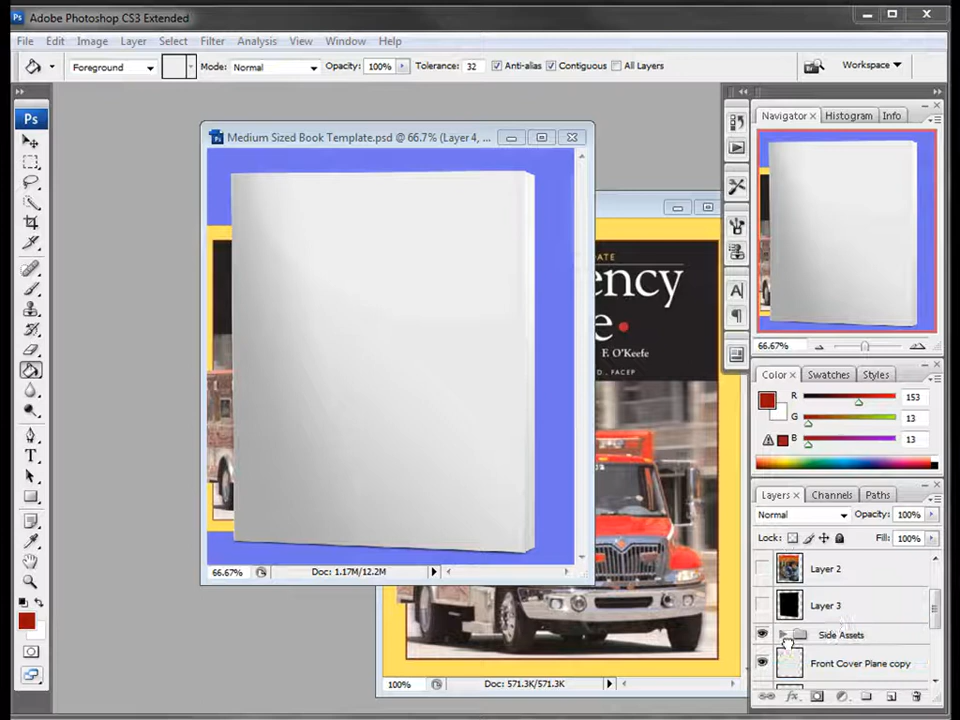 Adobe Photoshop CS3 Extended
File Edit Image Layer Select Filter Analysis View Window Help
Foreground Mode: Normal Opacity: 100% Tolerance: 32 Anti-alias Contiguous All Layers Workspace
Ps
Medium Sized Book Template.psd @ 66.7% (Layer 4, ...
Navigator Histogram Info
66.67%
Color Swatches Styles
R 153
G 13
B 13
Layers Channels Paths
Normal Opacity: 100%
Lock: Fill: 100%
Layer 2
Layer 3
Side Assets
Front Cover Plane copy
ency
e
F. O'Keefe
, FACEP
66.67% Doc: 1.17M/12.2M
100% Doc: 571.3K/571.3K